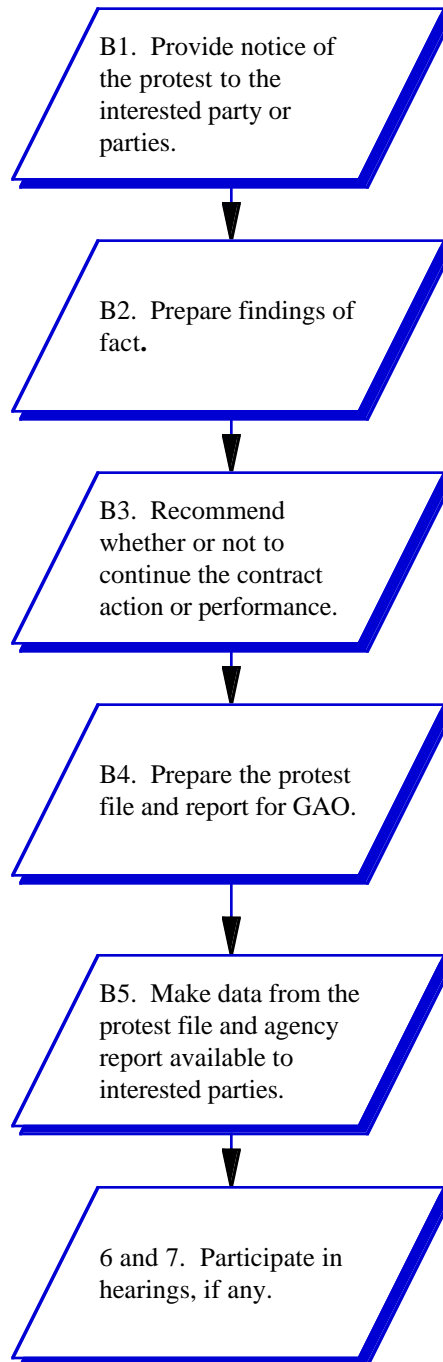 B1.  Provide notice of
the protest to the
interested party or
parties.
B2.  Prepare findings of
fact.
B3.  Recommend
whether or not to
continue the contract
action or performance.
B4.  Prepare the protest
file and report for GAO.
B5.  Make data from the
protest file and agency
report available to
interested parties.
6 and 7.  Participate in
hearings, if any.